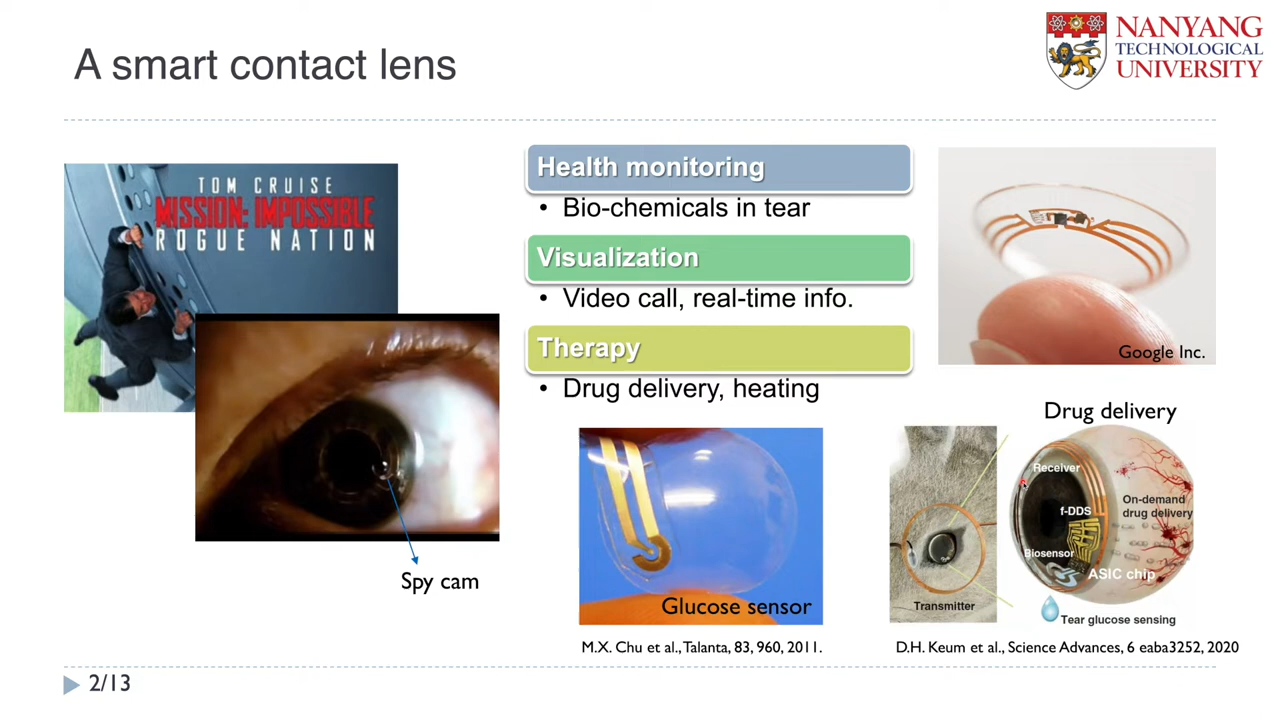 A smart contact lens
NANYANG
TECHNOLOGICAL
UNIVERSITY
TOM CRUISE
MISSION: IMPOSSIBLE
ROGUE NATION
Spy cam
Health monitoring
• Bio-chemicals in tear
Visualization
• Video call, real-time info.
Therapy
• Drug delivery, heating
Glucose sensor
M.X. Chu et al., Talanta, 83, 960, 2011.
Google Inc.
Drug delivery
Transmitter
Receiver
f-DDS
Biosensor
ASIC chip
On-demand
drug delivery
Tear glucose sensing
D.H. Keum et al., Science Advances, 6 eaba3252, 2020
2/13